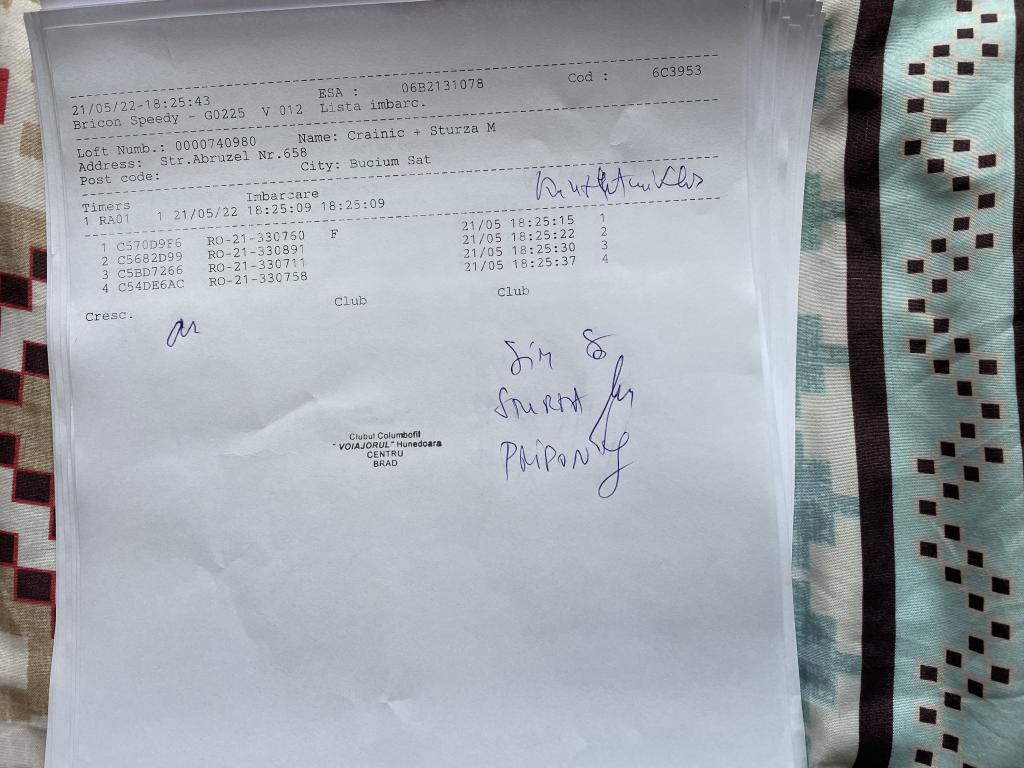 21/05/22-18:25:43 ESA : 06B2131078 Cod : 6C3953
Bricon Speedy - G0225 V 012 Lista imbarc.
Loft Numb.: 0000740980 Name: Crainic + Sturza M
Address: Str.Abruzel Nr.658
Post code: City: Bucium Sat
Timers Imbarcare
1 RA01 1 21/05/22 18:25:09 18:25:09
1 C570D9F6 RO-21-330760 F 21/05 18:25:15 1
2 C5682D99 RO-21-330891 21/05 18:25:22 2
3 C5BD7266 RO-21-330711 21/05 18:25:30 3
4 C54DE6AC RO-21-330758 21/05 18:25:37 4
Cresc. Club Club
Clubul Columbofil
"VOIAJORUL" Hunedoara
CENTRU
BRAD